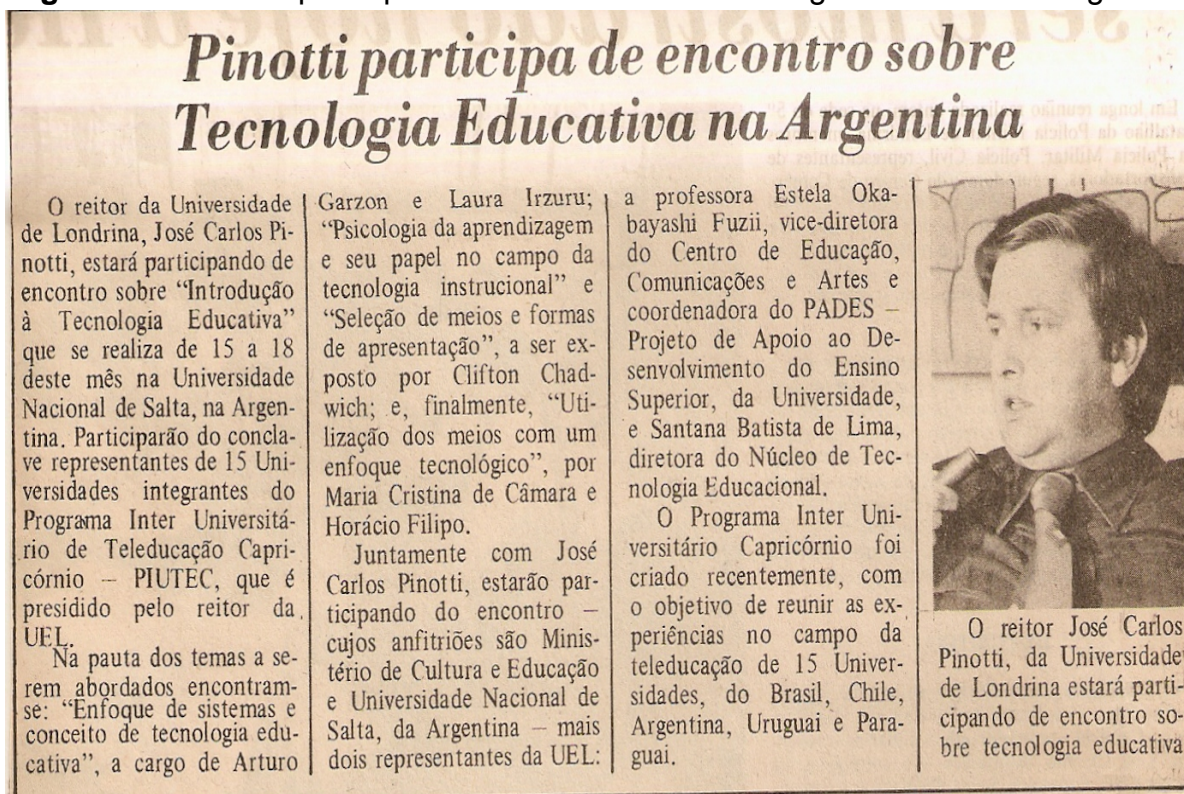 Pinotti participa de encontro sobre
Tecnologia Educativa na Argentina
O reitor da Universidade
de Londrina, José Carlos Pi-
notti, estará participando de
encontro sobre “Introdução
à Tecnologia Educativa”
que se realiza de 15 a 18
deste mês na Universidade
Nacional de Salta, na Argen-
tina. Participarão do concla-
ve representantes de 15 Uni-
versidades integrantes do
Programa Inter Universitá-
rio de Teleducação Capri-
córnio — PIUTEC, que é
presidido pelo reitor da
UEL.
Na pauta dos temas a se-
rem abordados encontram-
se: “Enfoque de sistemas e
conceito de tecnologia edu-
cativa”, a cargo de Arturo
Garzon e Laura Irzuru;
“Psicologia da aprendizagem
e seu papel no campo da
tecnologia instrucional” e
“Seleção de meios e formas
de apresentação”, a ser ex-
posto por Clifton Chad-
wich; e, finalmente, “Uti-
lização dos meios com um
enfoque tecnológico”, por
Maria Cristina de Câmara e
Horácio Filipo.
Juntamente com José
Carlos Pinotti, estarão par-
ticipando do encontro —
cujos anfitriões são Minis-
tério de Cultura e Educação
e Universidade Nacional de
Salta, da Argentina — mais
dois representantes da UEL:
a professora Estela Oka-
bayashi Fuzii, vice-diretora
do Centro de Educação,
Comunicações e Artes e
coordenadora do PADES —
Projeto de Apoio ao De-
senvolvimento do Ensino
Superior, da Universidade,
e Santana Batista de Lima,
diretora do Núcleo de Tec-
nologia Educacional.
O Programa Inter Uni-
versitário Capricórnio foi
criado recentemente, com
o objetivo de reunir as ex-
periências no campo da
teleducação de 15 Univer-
sidades, do Brasil, Chile,
Argentina, Uruguai e Para-
guai.
O reitor José Carlos
Pinotti, da Universidade
de Londrina estará parti-
cipando de encontro so-
bre tecnologia educativa